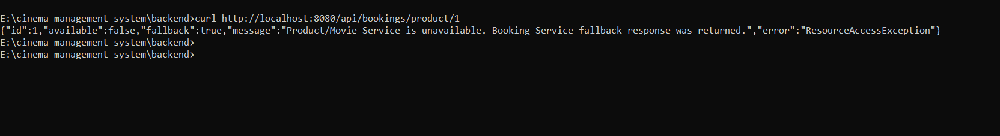 E:\cinema-management-system\backend>curl http://localhost:8080/api/bookings/product/1
{"id":1,"available":false,"fallback":true,"message":"Product/Movie Service is unavailable. Booking Service fallback response was returned.","error":"ResourceAccessException"}
E:\cinema-management-system\backend>
E:\cinema-management-system\backend>